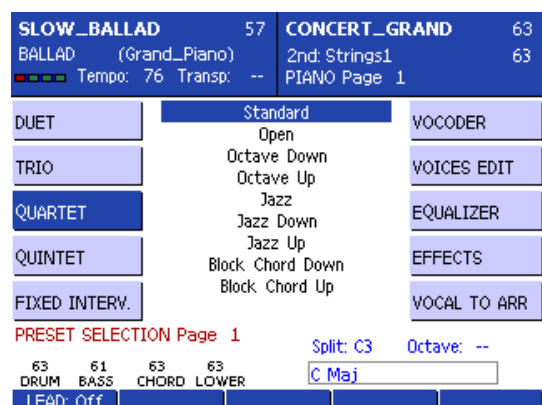 SLOW_BALLAD 57
BALLAD (Grand_Piano)
Tempo: 76 Transp: --
CONCERT_GRAND 63
2nd: Strings1 63
PIANO Page 1
DUET
TRIO
QUARTET
QUINTET
FIXED INTERV.
Standard
Open
Octave Down
Octave Up
Jazz
Jazz Down
Jazz Up
Block Chord Down
Block Chord Up
VOCODER
VOICES EDIT
EQUALIZER
EFFECTS
VOCAL TO ARR
PRESET SELECTION Page 1
Split: C3 Octave: --
63 61 63 63
DRUM BASS CHORD LOWER
C Maj
LEAD: Off